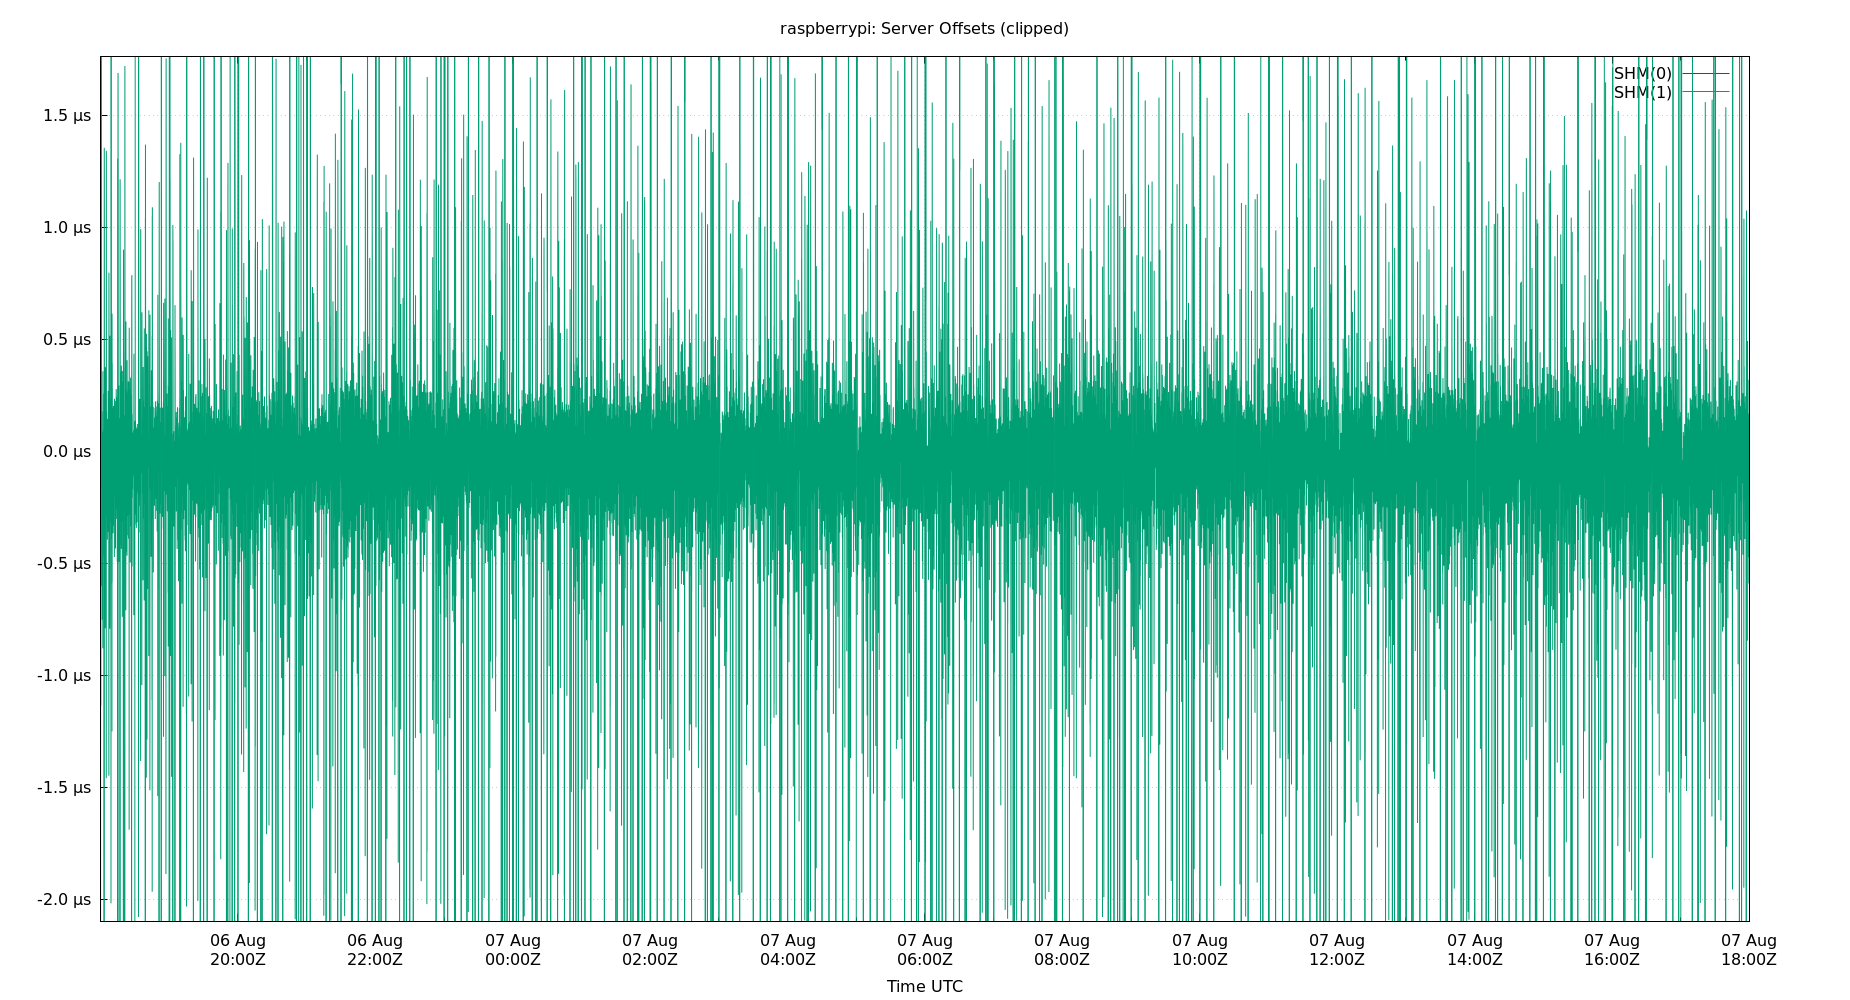 raspberrypi: Server Offsets (clipped)
SHM(0)
SHM(1)
1.5 µs
1.0 µs
0.5 µs
0.0 µs
-0.5 µs
-1.0 µs
-1.5 µs
-2.0 µs
06 Aug 06 Aug 07 Aug 07 Aug 07 Aug 07 Aug 07 Aug 07 Aug 07 Aug 07 Aug 07 Aug 07 Aug
20:00Z 22:00Z 00:00Z 02:00Z 04:00Z 06:00Z 08:00Z 10:00Z 12:00Z 14:00Z 16:00Z 18:00Z
Time UTC